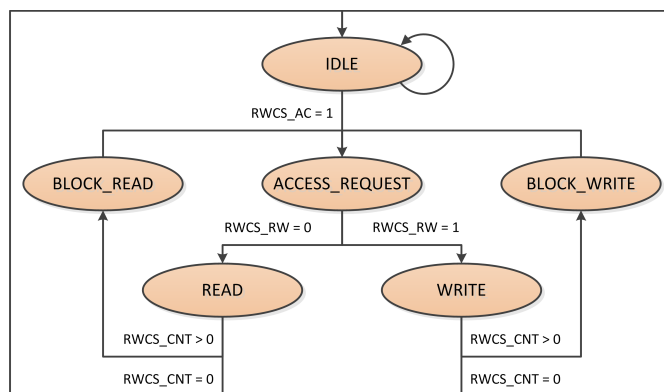 IDLE
RWCS_AC = 1
BLOCK_READ
ACCESS_REQUEST
BLOCK_WRITE
RWCS_RW = 0
RWCS_RW = 1
READ
WRITE
RWCS_CNT > 0
RWCS_CNT > 0
RWCS_CNT = 0
RWCS_CNT = 0